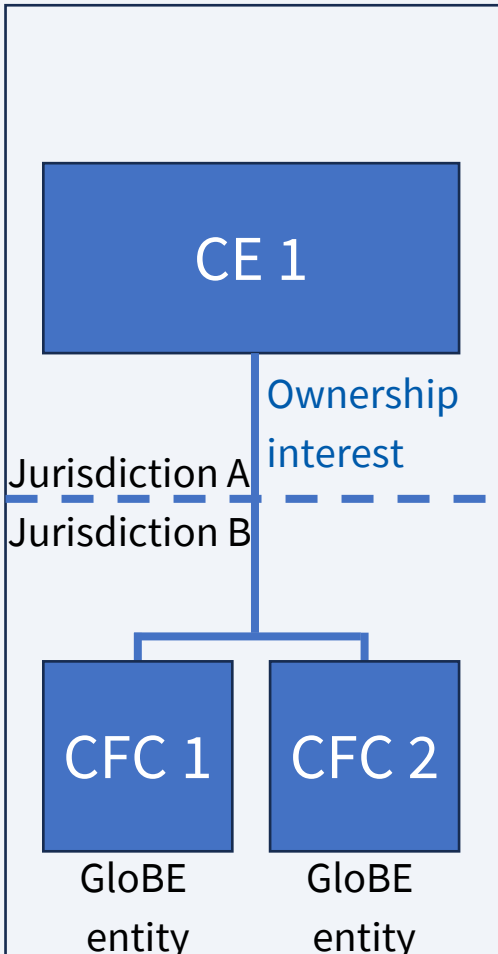 CE 1
Ownership
interest
Jurisdiction A
Jurisdiction B
CFC 1
CFC 2
GloBE
entity
GloBE
entity